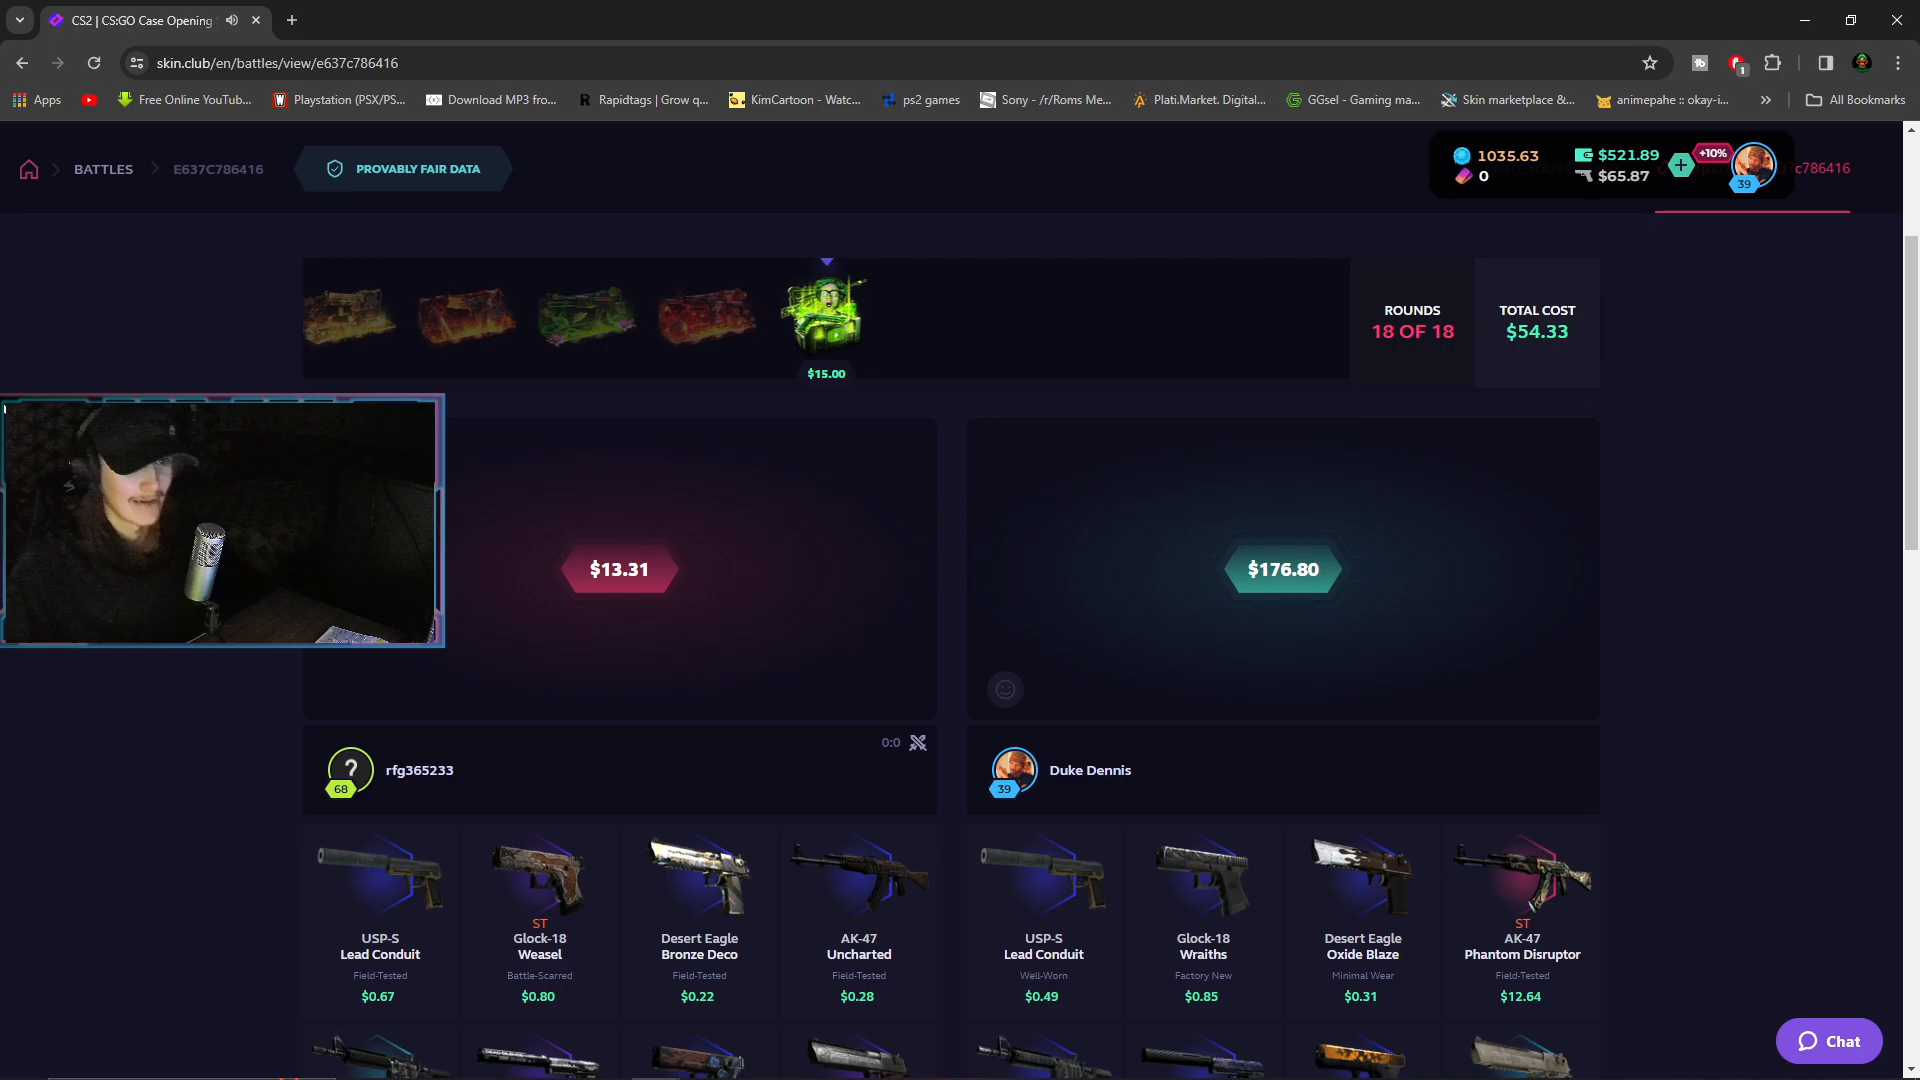 CS2 | CS:GO Case Opening
skin.club/en/battles/view/e637c786416
1
Apps
Free Online YouTub...
Playstation (PSX/PS...
Download MP3 fro...
Rapidtags | Grow q...
KimCartoon - Watc...
ps2 games
Sony - /r/Roms Me...
Plati.Market. Digital...
GGsel - Gaming ma...
Skin marketplace &...
animepahe :: okay-i...
All Bookmarks
BATTLES
E637C786416
PROVABLY FAIR DATA
1035.63
$521.89
+10%
0
$65.87
39
c786416
ROUNDS
18 OF 18
TOTAL COST
$54.33
$15.00
$13.31
$176.80
0:0
rfg365233
68
Duke Dennis
39
USP-S
Lead Conduit
Field-Tested
$0.67
ST
Glock-18
Weasel
Battle-Scarred
$0.80
Desert Eagle
Bronze Deco
Field-Tested
$0.22
AK-47
Uncharted
Field-Tested
$0.28
USP-S
Lead Conduit
Well-Worn
$0.49
Glock-18
Wraiths
Factory New
$0.85
Desert Eagle
Oxide Blaze
Minimal Wear
$0.31
ST
AK-47
Phantom Disruptor
Field-Tested
$12.64
Chat